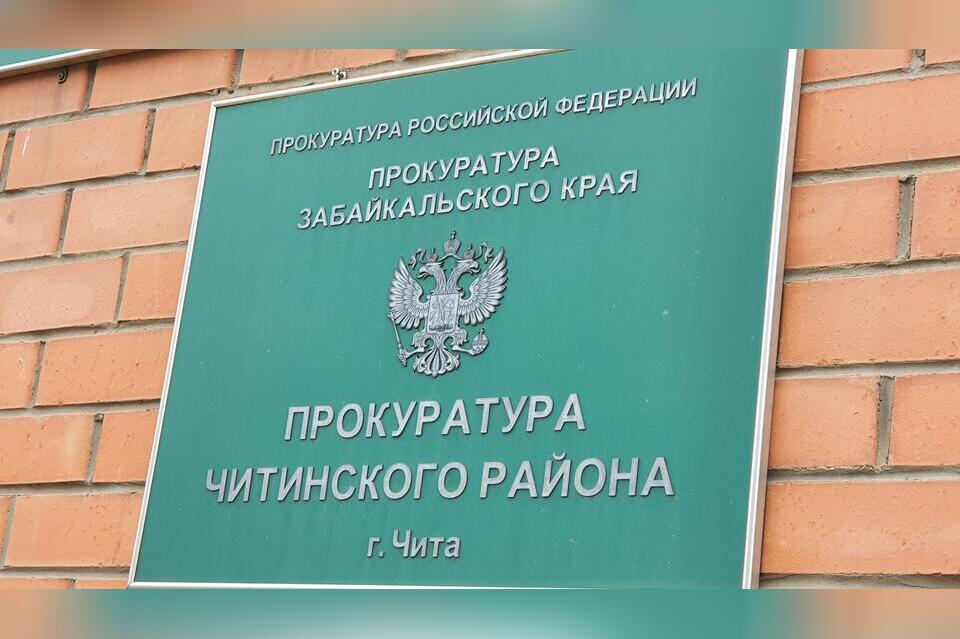 ПРОКУРАТУРА РОССИЙСКОЙ ФЕДЕРАЦИИ
ПРОКУРАТУРА
ЗАБАЙКАЛЬСКОГО КРАЯ
ПРОКУРАТУРА
ЧИТИНСКОГО РАЙОНА
г. Чита